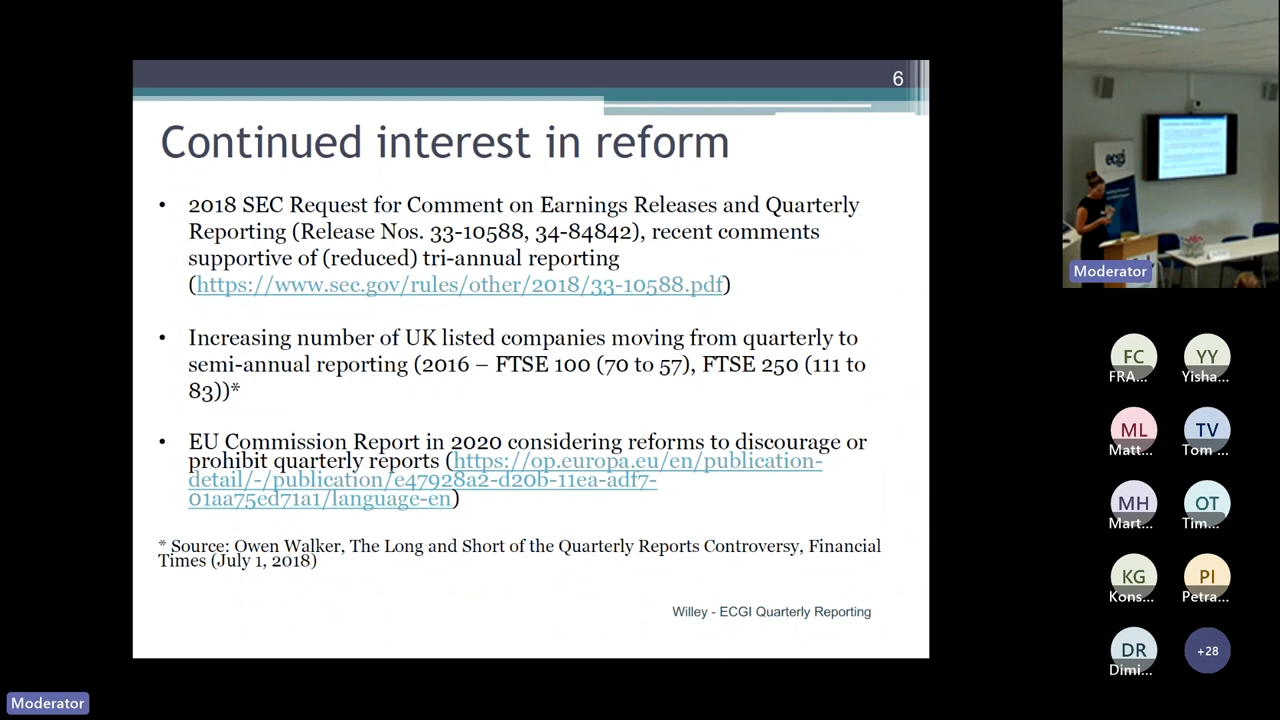 6
Continued interest in reform
• 2018 SEC Request for Comment on Earnings Releases and Quarterly
Reporting (Release Nos. 33-10588, 34-84842), recent comments
supportive of (reduced) tri-annual reporting
(https://www.sec.gov/rules/other/2018/33-10588.pdf)
• Increasing number of UK listed companies moving from quarterly to
semi-annual reporting (2016 – FTSE 100 (70 to 57), FTSE 250 (111 to
83))*
• EU Commission Report in 2020 considering reforms to discourage or
prohibit quarterly reports (https://op.europa.eu/en/publication-
detail/-/publication/e47928a2-d20b-11ea-adf7-
01aa75ed71a1/language-en)
* Source: Owen Walker, The Long and Short of the Quarterly Reports Controversy, Financial
Times (July 1, 2018)
Willey - ECGI Quarterly Reporting
ecgi
Moderator
FC
FRA...
YY
Yisha...
ML
Matt...
TV
Tom ...
MH
Mart...
OT
Tim...
KG
Kons...
PI
Petra...
DR
Dimi...
+28
Moderator